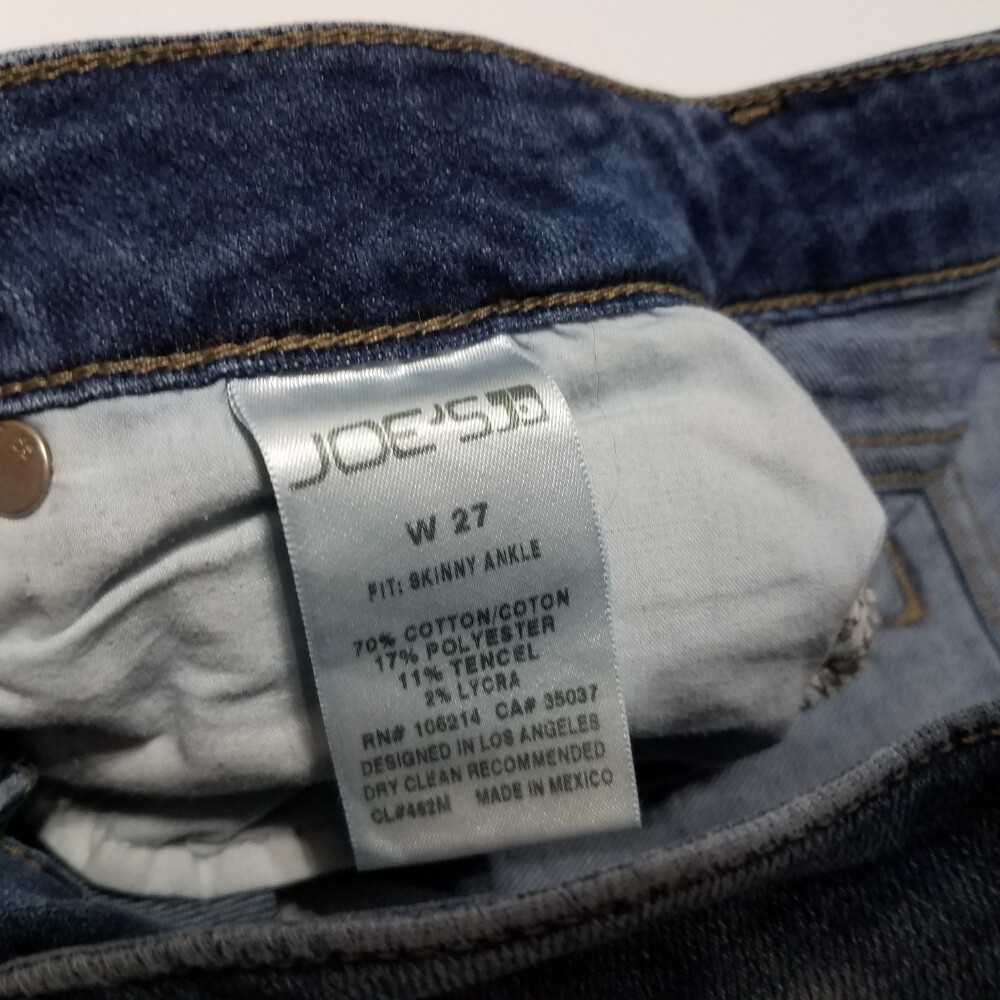 JOE'S
W 27
FIT: SKINNY ANKLE
70% COTTON/COTON
17% POLYESTER
11% TENCEL
2% LYCRA
RN# 106214 CA# 35037
DESIGNED IN LOS ANGELES
DRY CLEAN RECOMMENDED
CL#462M MADE IN MEXICO